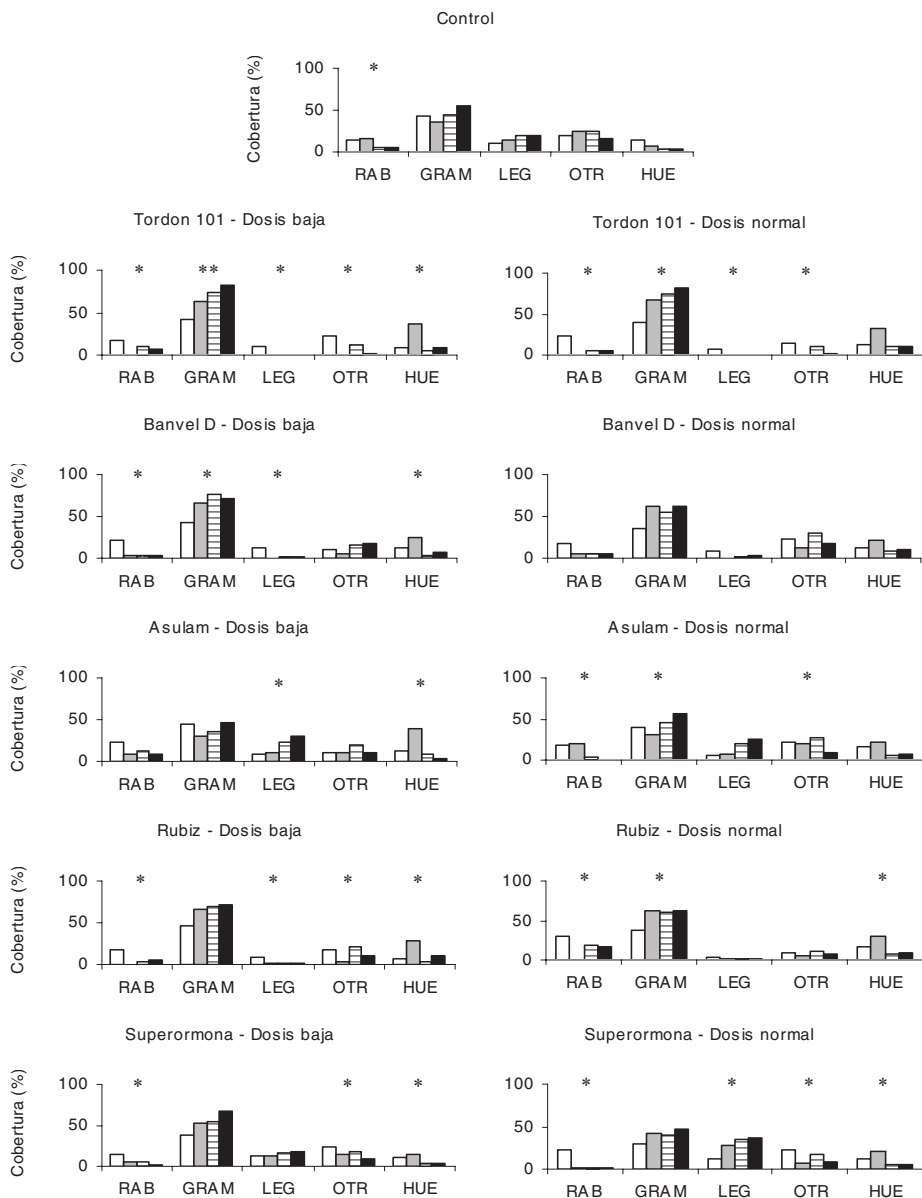 Control
*
Cobertura (%)
100
50
0
RAB GRAM LEG OTR HUE
Tordon 101 - Dosis baja
* ** * * *
Cobertura (%)
100
50
0
RAB GRAM LEG OTR HUE
Tordon 101 - Dosis normal
* * * *
100
50
0
RAB GRAM LEG OTR HUE
Banvel D - Dosis baja
* * * *
Cobertura (%)
100
50
0
RAB GRAM LEG OTR HUE
Banvel D - Dosis normal
100
50
0
RAB GRAM LEG OTR HUE
Asulam - Dosis baja
* *
Cobertura (%)
100
50
0
RAB GRAM LEG OTR HUE
Asulam - Dosis normal
* * *
100
50
0
RAB GRAM LEG OTR HUE
Rubiz - Dosis baja
* * * *
Cobertura (%)
100
50
0
RAB GRAM LEG OTR HUE
Rubiz - Dosis normal
* * *
100
50
0
RAB GRAM LEG OTR HUE
Superormona - Dosis baja
* * *
Cobertura (%)
100
50
0
RAB GRAM LEG OTR HUE
Superormona - Dosis normal
* * * *
100
50
0
RAB GRAM LEG OTR HUE